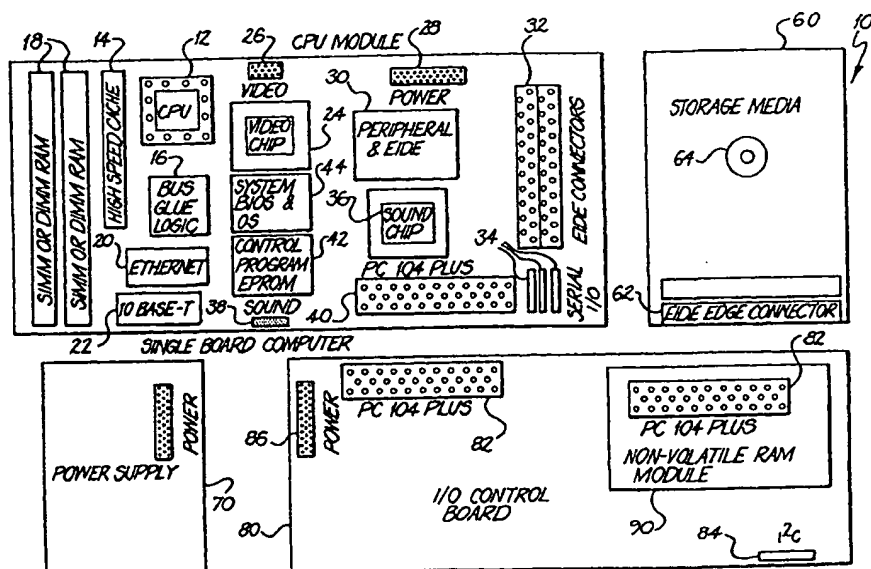 CPU MODULE
18
14
12
26
28
32
60
10
SIMM OR DIMM RAM
SIMM OR DIMM RAM
HIGH SPEED CACHE
CPU
VIDEO
VIDEO
CHIP
24
POWER
30
PERIPHERAL
& EIDE
EIDE CONNECTORS
STORAGE MEDIA
64
16
BUS
GLUE
LOGIC
SYSTEM
BIOS &
OS
44
36
SOUND
CHIP
20
ETHERNET
CONTROL
PROGRAM
EPROM
42
34
PC 104 PLUS
SERIAL
I/O
22
10 BASE-T
SOUND
38
40
62
EIDE EDGE CONNECTOR
SINGLE BOARD COMPUTER
POWER
POWER SUPPLY
70
86
POWER
PC 104 PLUS
82
82
PC 104 PLUS
NON-VOLATILE RAM
MODULE
80
I/O CONTROL
BOARD
90
84
I²C